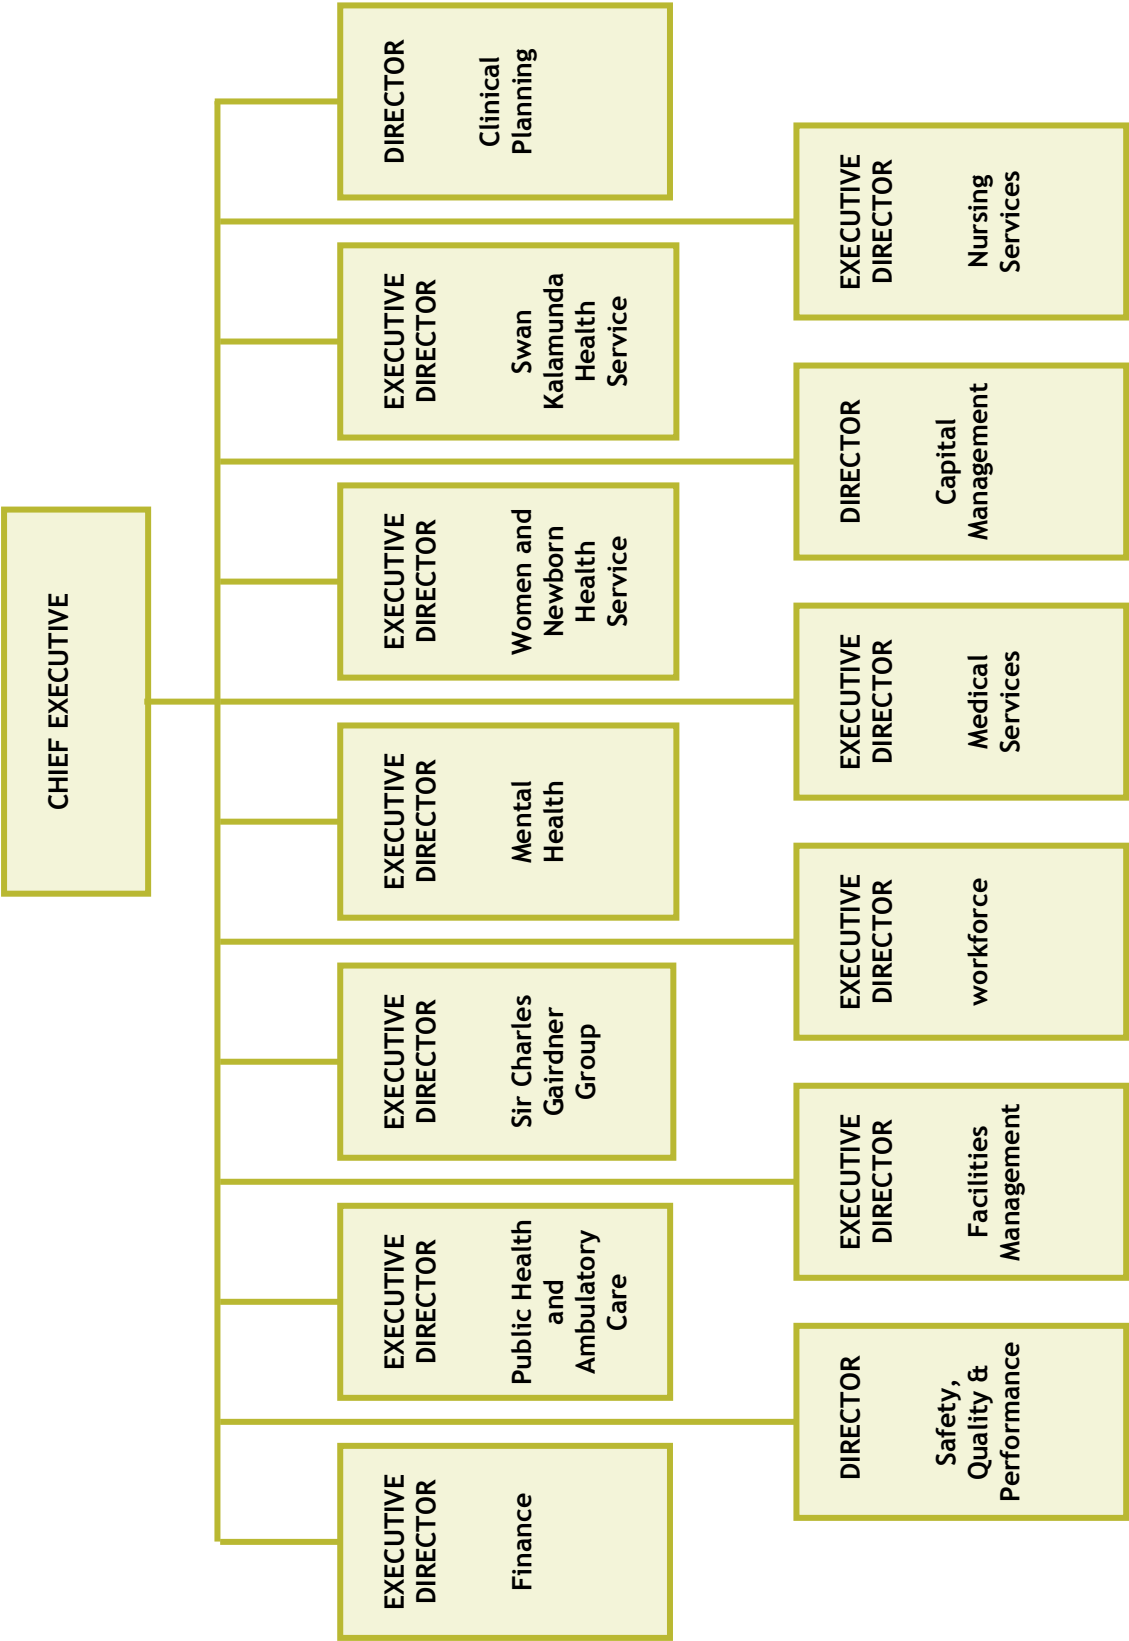 CHIEF EXECUTIVE
EXECUTIVE
DIRECTOR
Finance
EXECUTIVE
DIRECTOR
Public Health
and
Ambulatory
Care
EXECUTIVE
DIRECTOR
Sir Charles
Gairdner
Group
EXECUTIVE
DIRECTOR
Mental
Health
EXECUTIVE
DIRECTOR
Women and
Newborn
Health
Service
EXECUTIVE
DIRECTOR
Swan
Kalamunda
Health
Service
DIRECTOR
Clinical
Planning
DIRECTOR
Safety,
Quality &
Performance
EXECUTIVE
DIRECTOR
Facilities
Management
EXECUTIVE
DIRECTOR
workforce
EXECUTIVE
DIRECTOR
Medical
Services
DIRECTOR
Capital
Management
EXECUTIVE
DIRECTOR
Nursing
Services